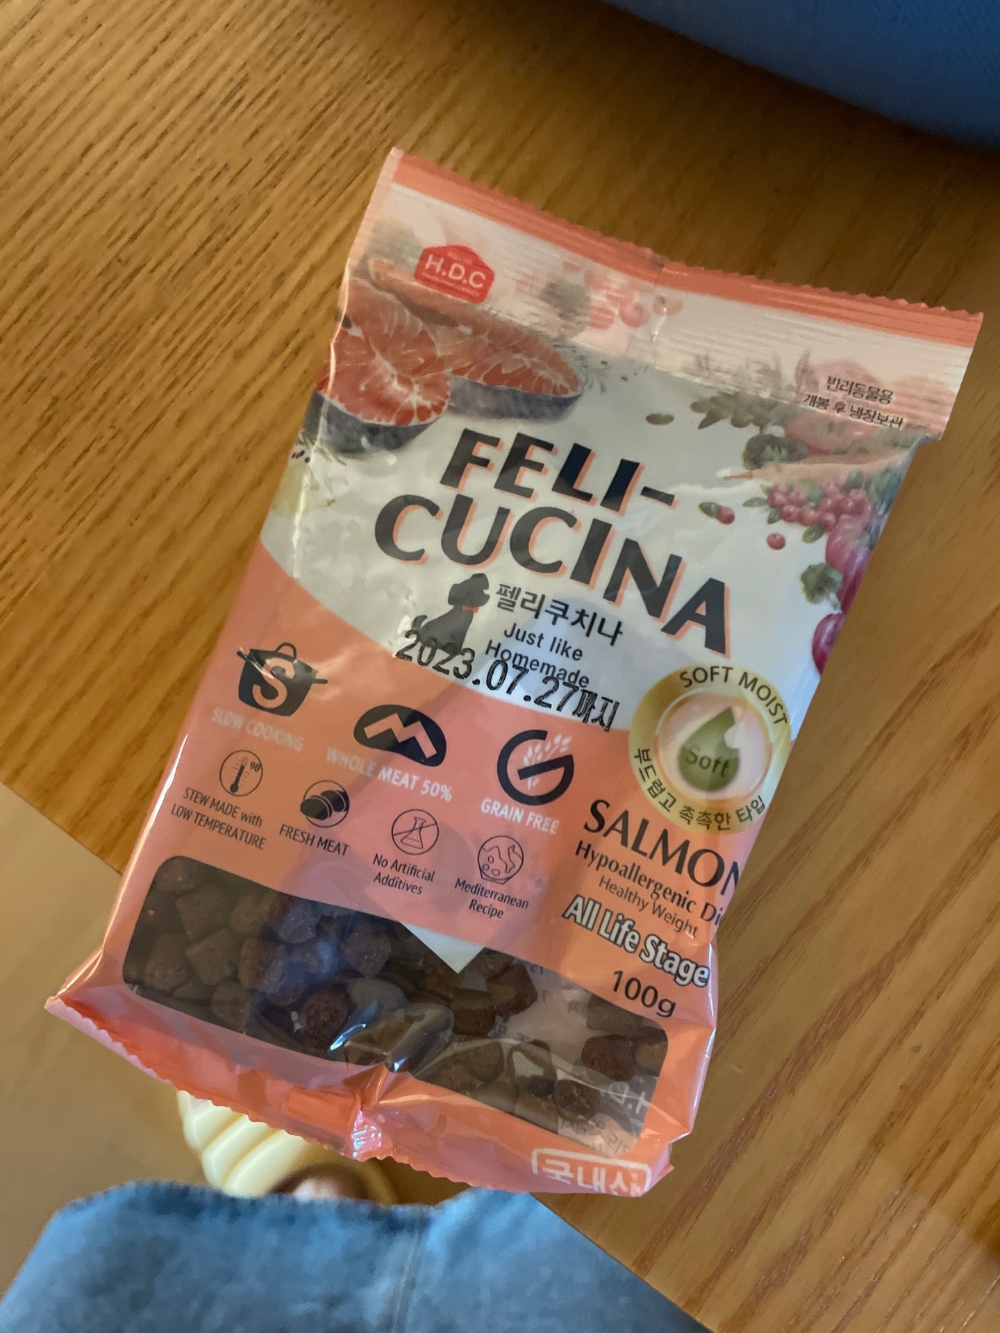 H.D.C
반려동물용
개봉 후 냉장보관
FELI-
CUCINA
펠리쿠치나
Just like
Homemade
2023.07.27까지
SOFT MOIST
Soft
부드럽고 촉촉한 타입
S
SLOW COOKING
WHOLE MEAT 50%
GRAIN FREE
90
STEW MADE with
LOW TEMPERATURE
FRESH MEAT
No Artificial
Additives
Mediterranean
Recipe
SALMON
Hypoallergenic Di
Healthy Weight
All Life Stage
100g
국내산